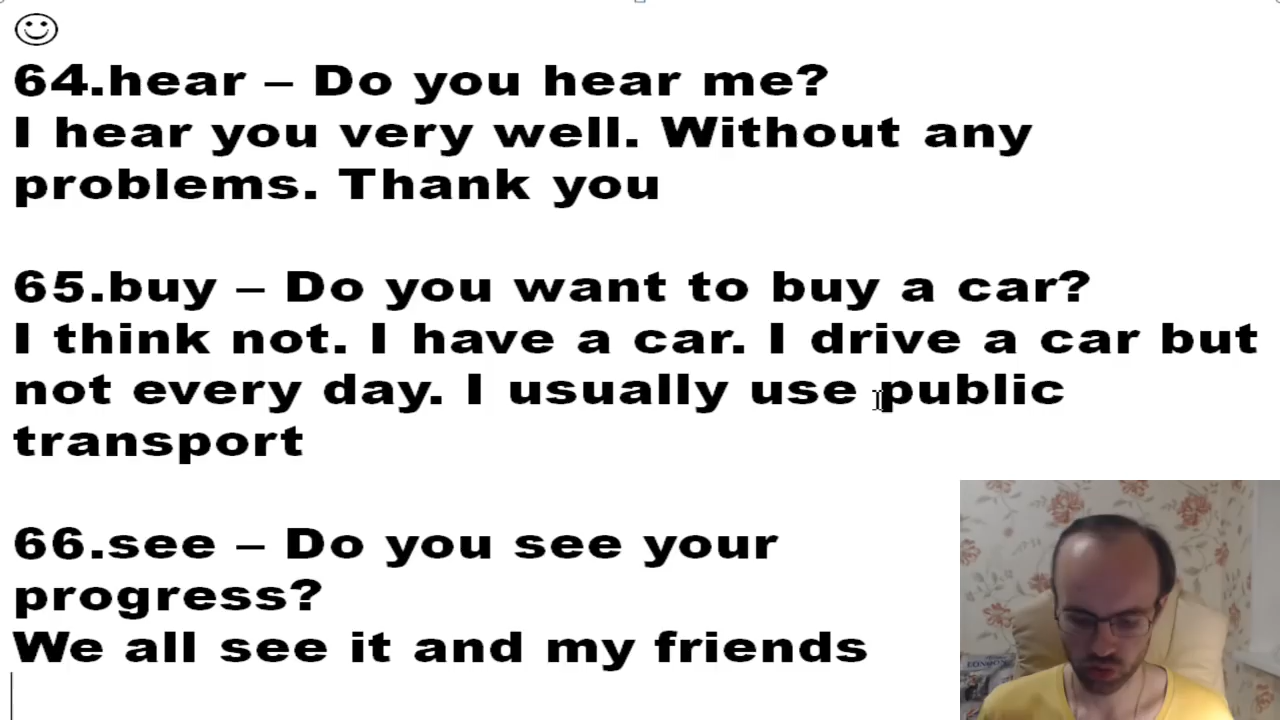 64.hear – Do you hear me?
I hear you very well. Without any
problems. Thank you
65.buy – Do you want to buy a car?
I think not. I have a car. I drive a car but
not every day. I usually use public
transport
66.see – Do you see your
progress?
We all see it and my friends
LONDON